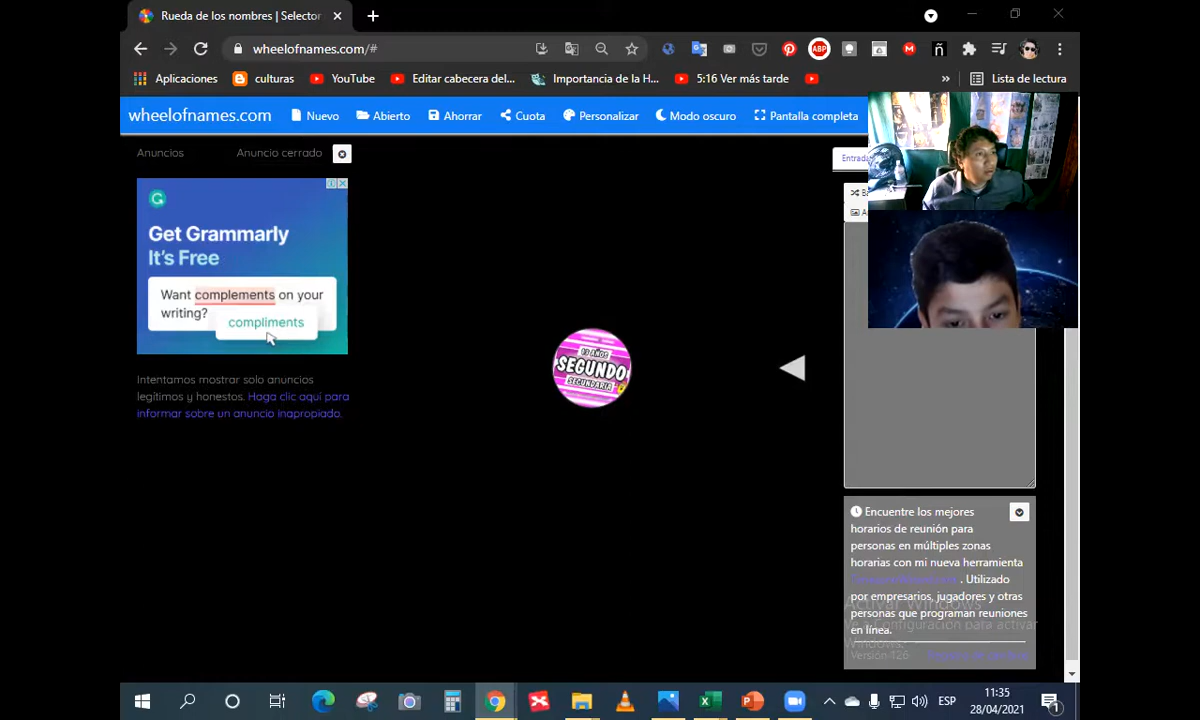 Rueda de los nombres | Selector
wheelofnames.com/#
Aplicaciones
culturas
YouTube
Editar cabecera del...
Importancia de la H...
5:16 Ver más tarde
»
Lista de lectura
wheelofnames.com
Nuevo
Abierto
Ahorrar
Cuota
Personalizar
Modo oscuro
Pantalla completa
Anuncios
Anuncio cerrado
Get Grammarly
It's Free
Want complements on your
writing?
compliments
Intentamos mostrar solo anuncios
legítimos y honestos. Haga clic aquí para
informar sobre un anuncio inapropiado.
13 AÑOS
SEGUNDO
SECUNDARIA
Encuentre los mejores
horarios de reunión para
personas en múltiples zonas
horarias con mi nueva herramienta
. Utilizado
por empresarios, jugadores y otras
personas que programan reuniones
en línea.
Activar Windows
Ve a Configuración para activar
Windows.
Versión 126
ESP
11:35
28/04/2021